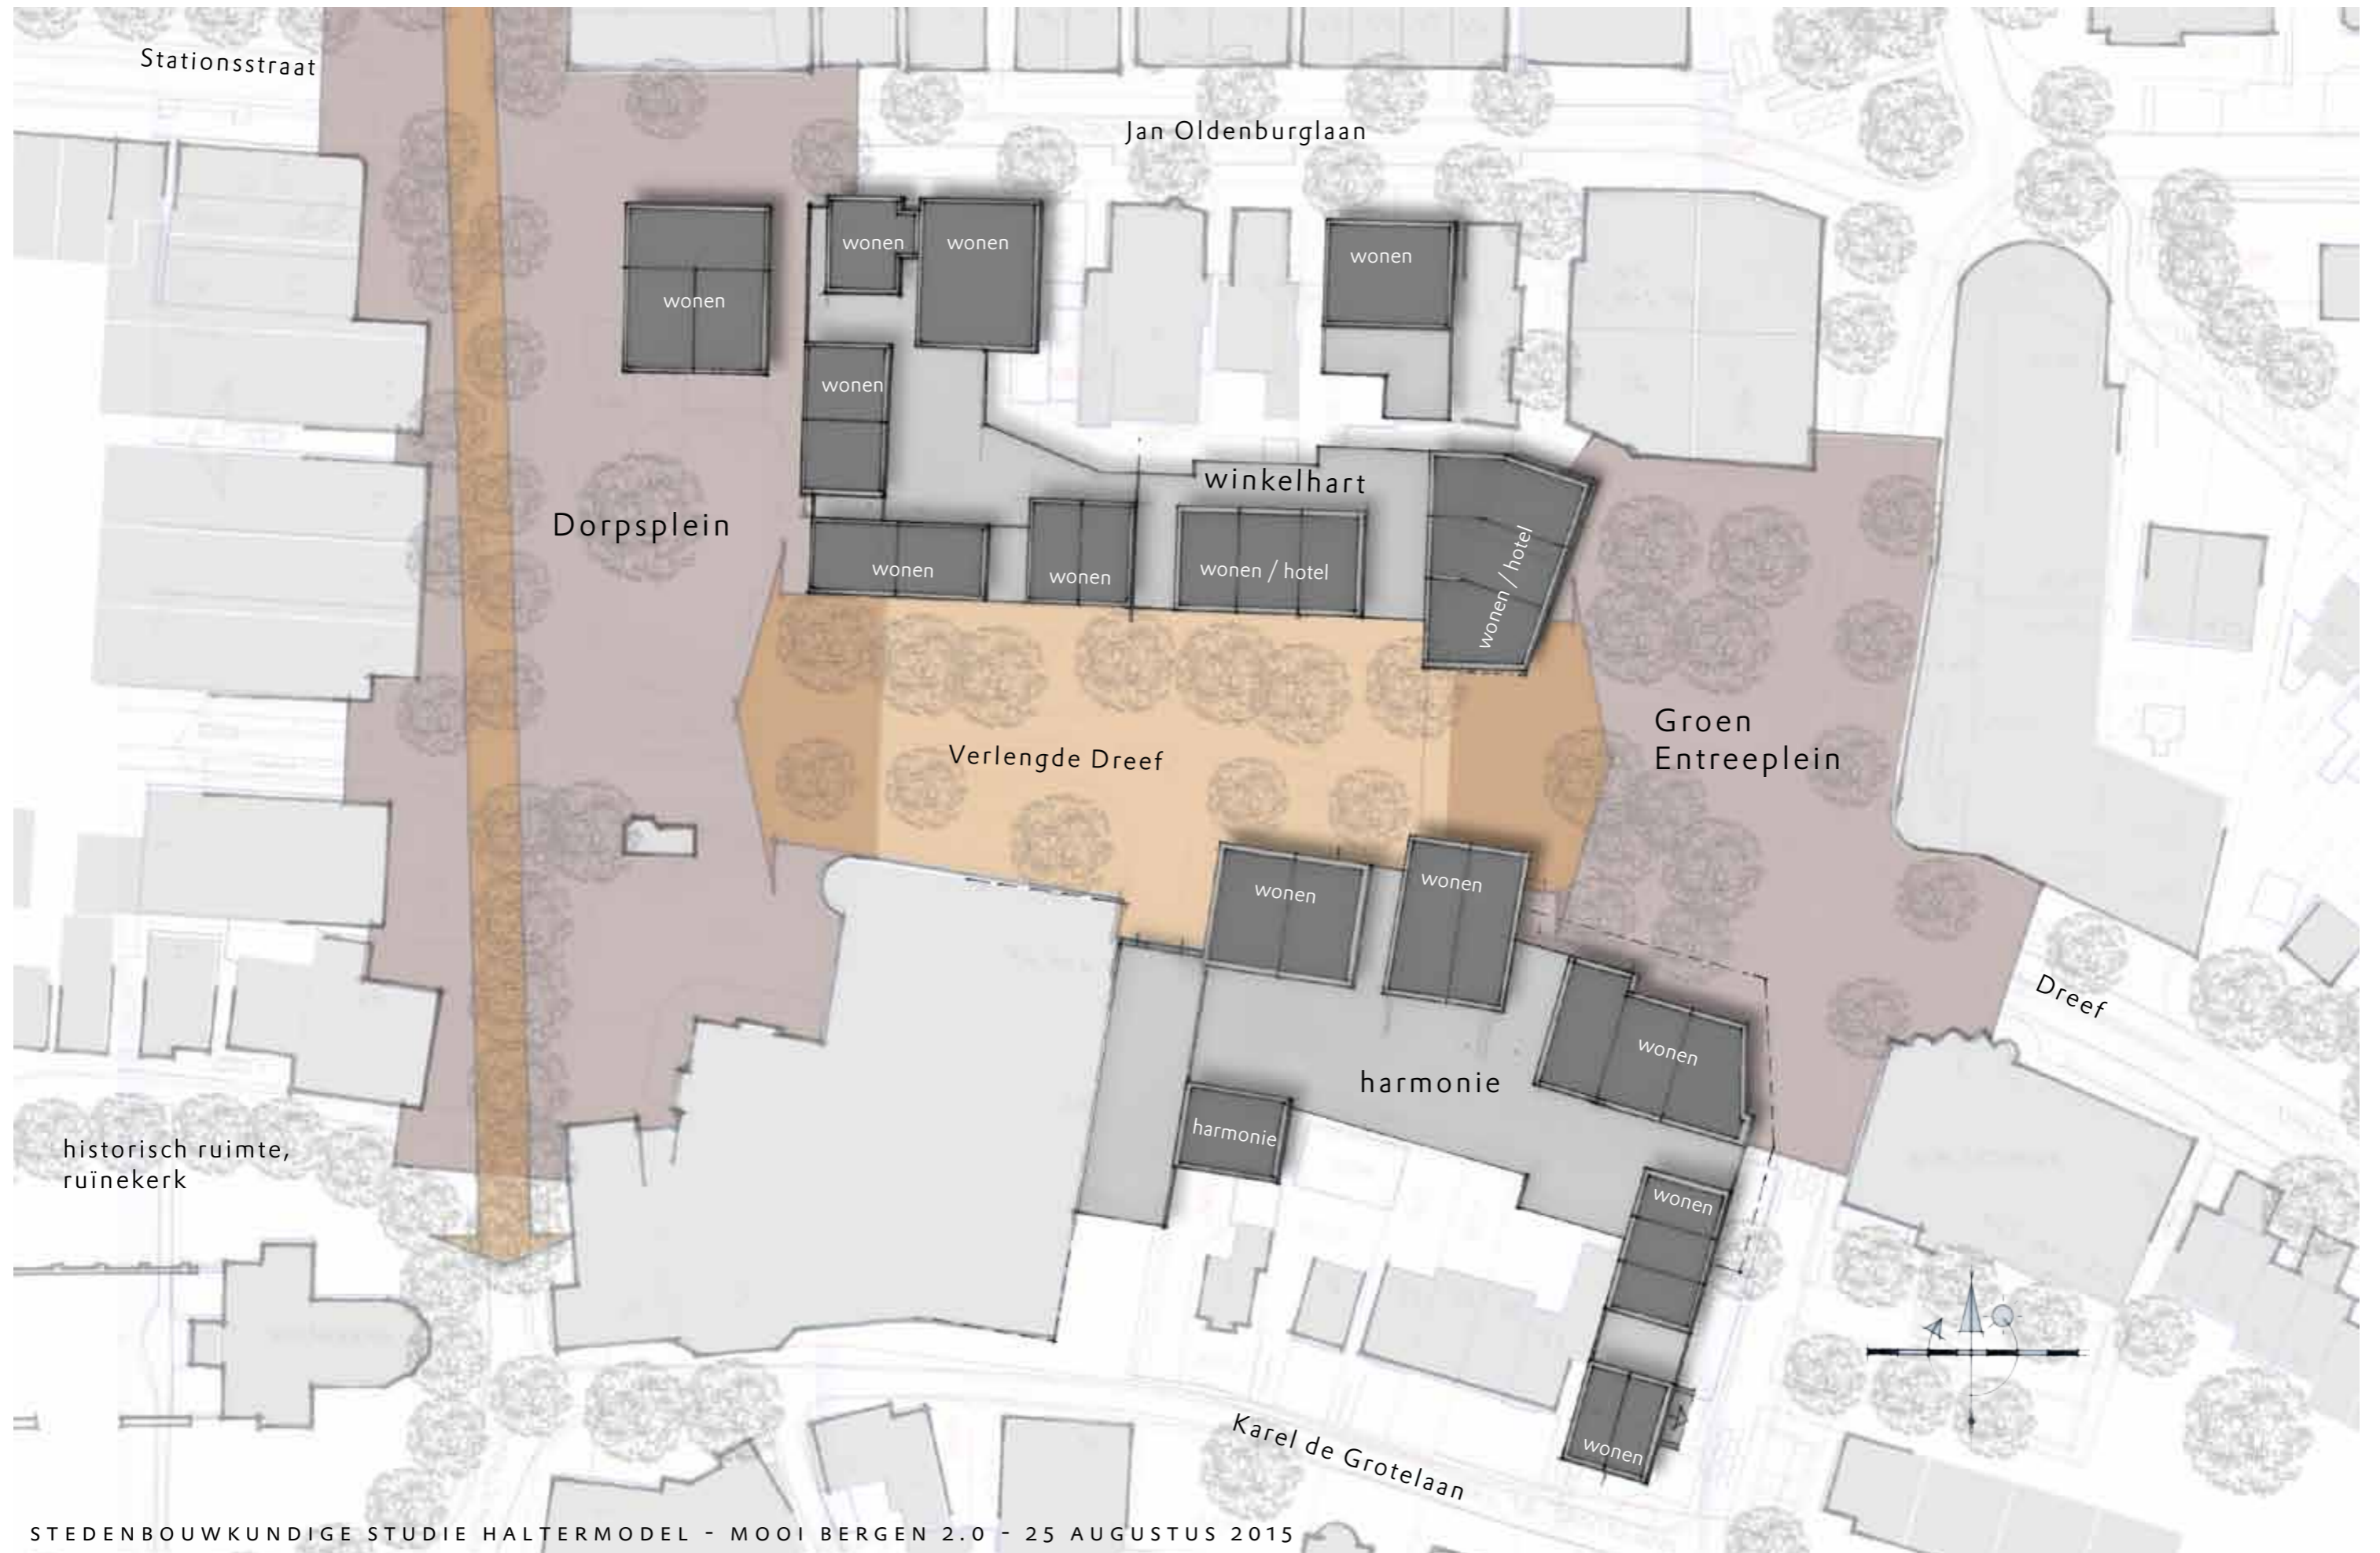 Stationsstraat
Jan Oldenburglaan
wonen
wonen
wonen
wonen
wonen
winkelhart
Dorpsplein
wonen
wonen
wonen / hotel
wonen / hotel
Groen
Entreeplein
Verlengde Dreef
wonen
wonen
Dreef
wonen
harmonie
harmonie
historisch ruimte,
ruïnekerk
wonen
Karel de Grotelaan
wonen
STEDENBOUWKUNDIGE STUDIE HALTERMODEL - MOOI BERGEN 2.0 - 25 AUGUSTUS 2015